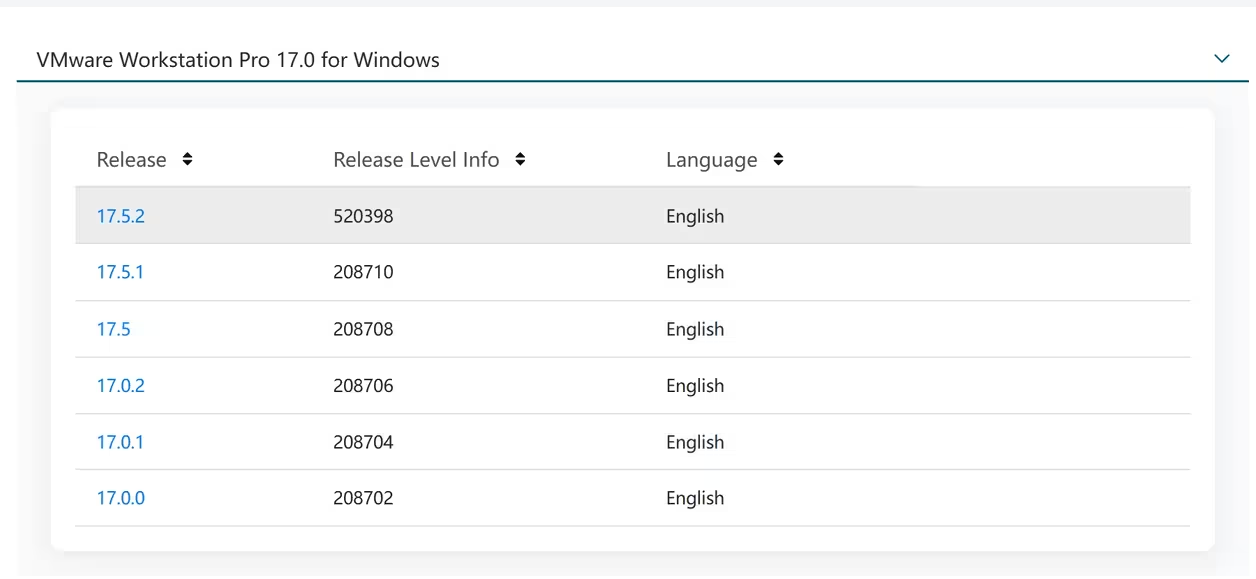 VMware Workstation Pro 17.0 for Windows
Release Release Level Info Language
17.5.2 520398 English
17.5.1 208710 English
17.5 208708 English
17.0.2 208706 English
17.0.1 208704 English
17.0.0 208702 English